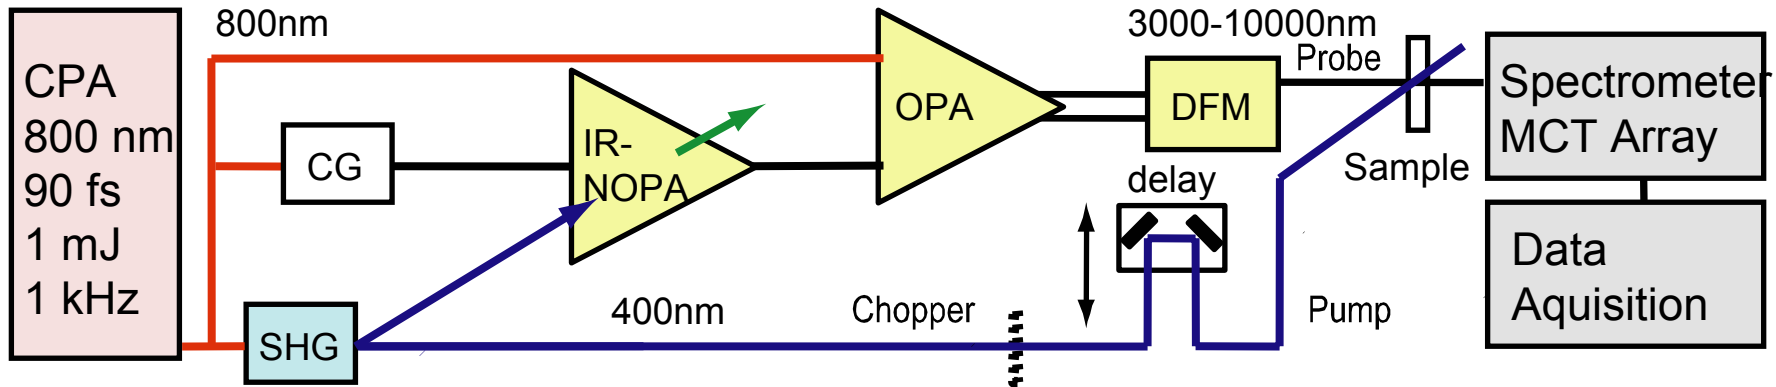 CPA
800 nm
90 fs
1 mJ
1 kHz
800nm
CG
SHG
IR-
NOPA
400nm
OPA
Chopper
3000-10000nm
DFM
Probe
delay
Sample
Pump
Spectrometer
MCT Array
Data
Aquisition